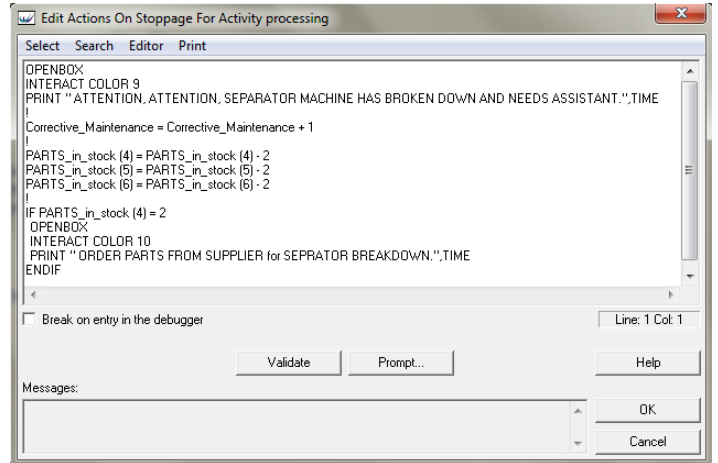 Edit Actions On Stoppage For Activity processing
Select Search Editor Print
OPENBOX
INTERACT COLOR 9
PRINT " ATTENTION, ATTENTION, SEPARATOR MACHINE HAS BROKEN DOWN AND NEEDS ASSISTANT.",TIME
!
Corrective_Maintenance = Corrective_Maintenance + 1
!
PARTS_in_stock (4) = PARTS_in_stock (4) - 2
PARTS_in_stock (5) = PARTS_in_stock (5) - 2
PARTS_in_stock (6) = PARTS_in_stock (6) - 2
!
IF PARTS_in_stock (4) = 2
OPENBOX
INTERACT COLOR 10
PRINT " ORDER PARTS FROM SUPPLIER for SEPRATOR BREAKDOWN.",TIME
ENDIF
Break on entry in the debugger
Line: 1 Col: 1
Validate Prompt... Help
Messages:
OK
Cancel